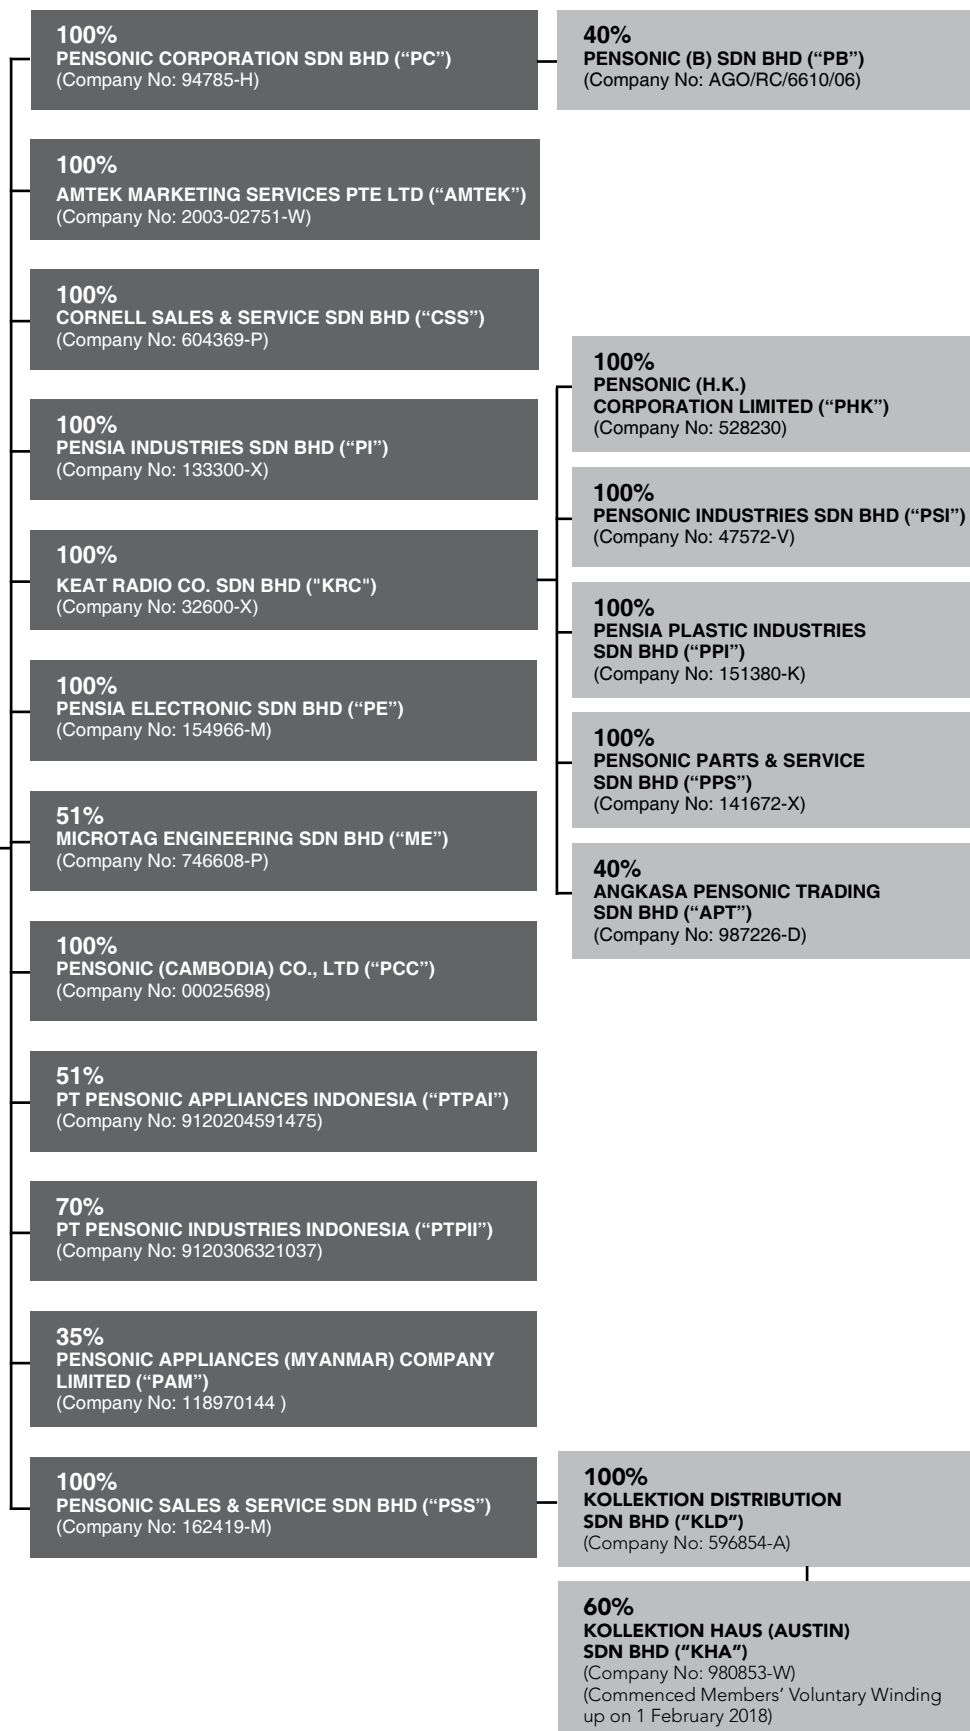 100%
PENSONIC CORPORATION SDN BHD (“PC”)
(Company No: 94785-H)
40%
PENSONIC (B) SDN BHD (“PB”)
(Company No: AGO/RC/6610/06)
100%
AMTEK MARKETING SERVICES PTE LTD (“AMTEK”)
(Company No: 2003-02751-W)
100%
CORNELL SALES & SERVICE SDN BHD (“CSS”)
(Company No: 604369-P)
100%
PENSIA INDUSTRIES SDN BHD (“PI”)
(Company No: 133300-X)
100%
KEAT RADIO CO. SDN BHD ("KRC")
(Company No: 32600-X)
100%
PENSONIC (H.K.)
CORPORATION LIMITED (“PHK”)
(Company No: 528230)
100%
PENSONIC INDUSTRIES SDN BHD (“PSI”)
(Company No: 47572-V)
100%
PENSIA PLASTIC INDUSTRIES
SDN BHD (“PPI”)
(Company No: 151380-K)
100%
PENSONIC PARTS & SERVICE
SDN BHD (“PPS”)
(Company No: 141672-X)
40%
ANGKASA PENSONIC TRADING
SDN BHD (“APT”)
(Company No: 987226-D)
100%
PENSIA ELECTRONIC SDN BHD (“PE”)
(Company No: 154966-M)
51%
MICROTAG ENGINEERING SDN BHD (“ME”)
(Company No: 746608-P)
100%
PENSONIC (CAMBODIA) CO., LTD (“PCC”)
(Company No: 00025698)
51%
PT PENSONIC APPLIANCES INDONESIA (“PTPAI”)
(Company No: 9120204591475)
70%
PT PENSONIC INDUSTRIES INDONESIA (“PTPII”)
(Company No: 9120306321037)
35%
PENSONIC APPLIANCES (MYANMAR) COMPANY
LIMITED (“PAM”)
(Company No: 118970144 )
100%
PENSONIC SALES & SERVICE SDN BHD (“PSS”)
(Company No: 162419-M)
100%
KOLLEKTION DISTRIBUTION
SDN BHD (“KLD”)
(Company No: 596854-A)
60%
KOLLEKTION HAUS (AUSTIN)
SDN BHD (“KHA”)
(Company No: 980853-W)
(Commenced Members’ Voluntary Winding
up on 1 February 2018)